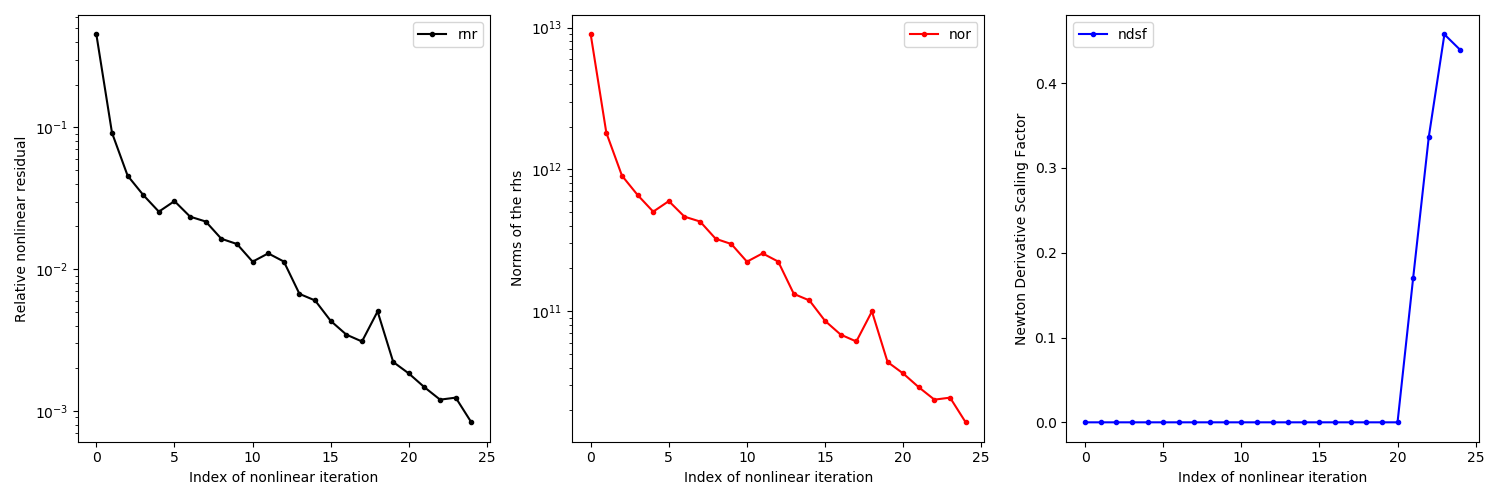 rnr
10⁻¹
10⁻²
10⁻³
Relative nonlinear residual
0 5 10 15 20 25
Index of nonlinear iteration
nor
10¹³
10¹²
10¹¹
Norms of the rhs
0 5 10 15 20 25
Index of nonlinear iteration
ndsf
0.4
0.3
0.2
0.1
0.0
Newton Derivative Scaling Factor
0 5 10 15 20 25
Index of nonlinear iteration